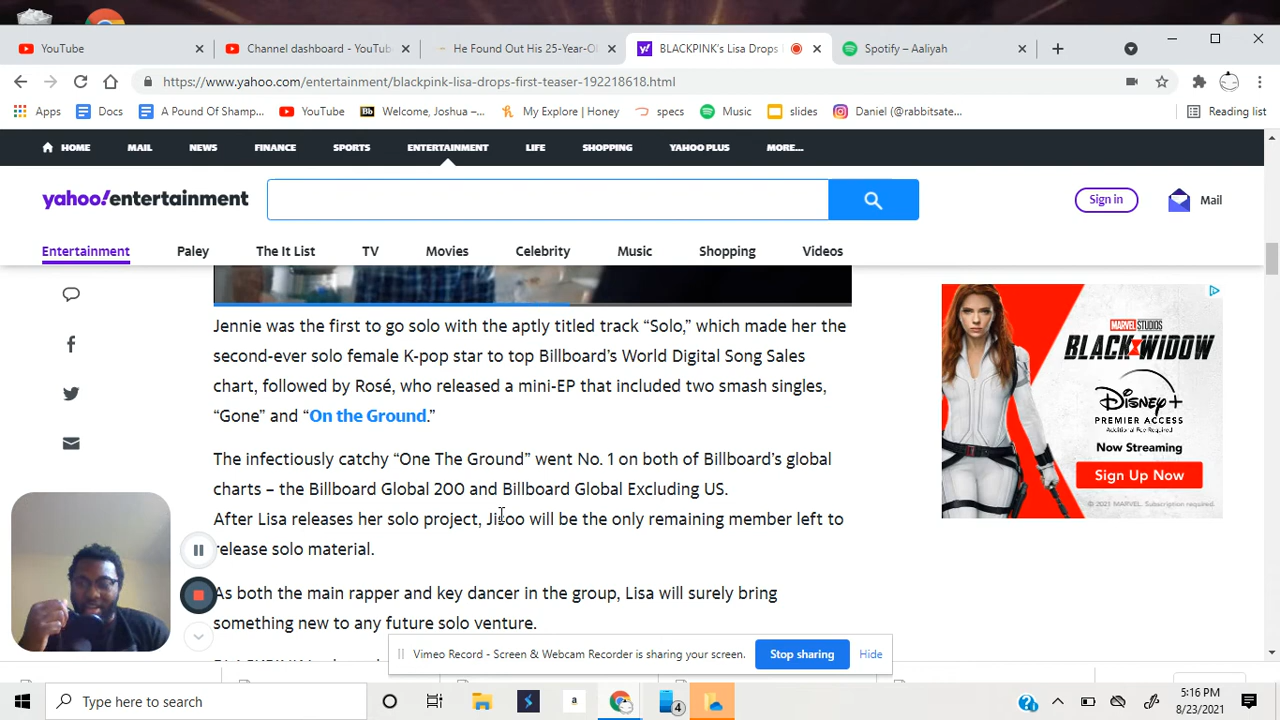 YouTube
Channel dashboard - YouTube
He Found Out His 25-Year-Ol
BLACKPINK's Lisa Drops
Spotify – Aaliyah
https://www.yahoo.com/entertainment/blackpink-lisa-drops-first-teaser-192218618.html
Apps
Docs
A Pound Of Shamp...
YouTube
Welcome, Joshua –...
My Explore | Honey
specs
Music
slides
Daniel (@rabbitsate...
Reading list
HOME
MAIL
NEWS
FINANCE
SPORTS
ENTERTAINMENT
LIFE
SHOPPING
YAHOO PLUS
MORE...
yahoo!entertainment
Sign in
Mail
Entertainment
Paley
The It List
TV
Movies
Celebrity
Music
Shopping
Videos
Jennie was the first to go solo with the aptly titled track “Solo,” which made her the
second-ever solo female K-pop star to top Billboard’s World Digital Song Sales
chart, followed by Rosé, who released a mini-EP that included two smash singles,
“Gone” and “On the Ground.”
The infectiously catchy “One The Ground” went No. 1 on both of Billboard’s global
charts – the Billboard Global 200 and Billboard Global Excluding US.
After Lisa releases her solo project, Jisoo will be the only remaining member left to
release solo material.
As both the main rapper and key dancer in the group, Lisa will surely bring
something new to any future solo venture.
MARVEL STUDIOS
BLACK WIDOW
Disney+
PREMIER ACCESS
Additional Fee Required
Now Streaming
Sign Up Now
© 2021 MARVEL
Vimeo Record - Screen & Webcam Recorder is sharing your screen.
Stop sharing
Hide
Type here to search
a
4
5:16 PM
8/23/2021